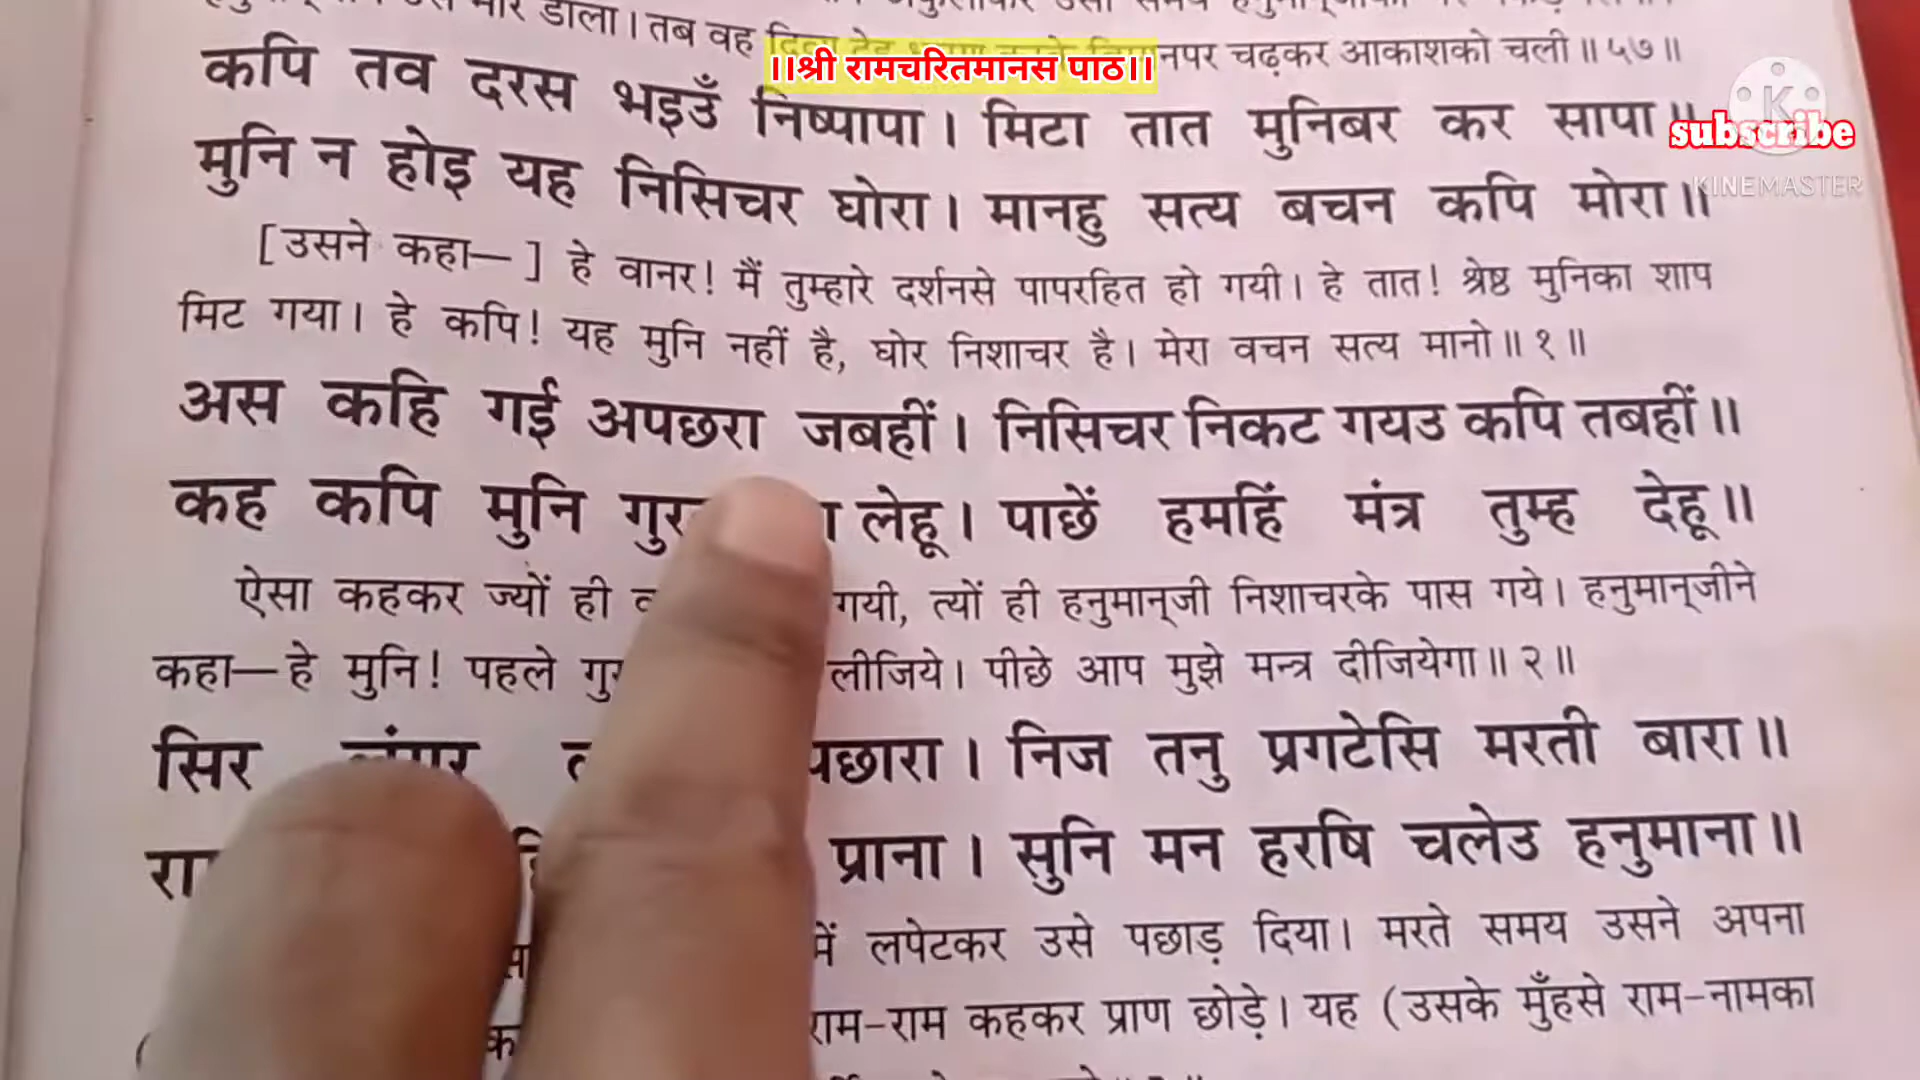 डाला। तब वह नपर चढ़कर आकाशको चली॥ ५७॥
।।श्री रामचरितमानस पाठ।।
कपि तव दरस भइउँ निष्पापा। मिटा तात मुनिबर कर सापा॥
subscribe
मुनि न होइ यह निसिचर घोरा। मानहु सत्य बचन कपि मोरा॥
KINEMASTER
[उसने कहा—] हे वानर! मैं तुम्हारे दर्शनसे पापरहित हो गयी। हे तात! श्रेष्ठ मुनिका शाप
मिट गया। हे कपि! यह मुनि नहीं है, घोर निशाचर है। मेरा वचन सत्य मानो॥ १॥
अस कहि गई अपछरा जबहीं। निसिचर निकट गयउ कपि तबहीं॥
कह कपि मुनि लेहू। पाछें हमहिं मंत्र तुम्ह देहू॥
ऐसा कहकर ज्यों ही गयी, त्यों ही हनुमान्‌जी निशाचरके पास गये। हनुमान्‌जीने
कहा—हे मुनि! पहले लीजिये। पीछे आप मुझे मन्त्र दीजियेगा॥ २॥
सिर पछारा। निज तनु प्रगटेसि मरती बारा॥
प्राना। सुनि मन हरषि चलेउ हनुमाना॥
में लपेटकर उसे पछाड़ दिया। मरते समय उसने अपना
राम-राम कहकर प्राण छोड़े। यह (उसके मुँहसे राम-नामका